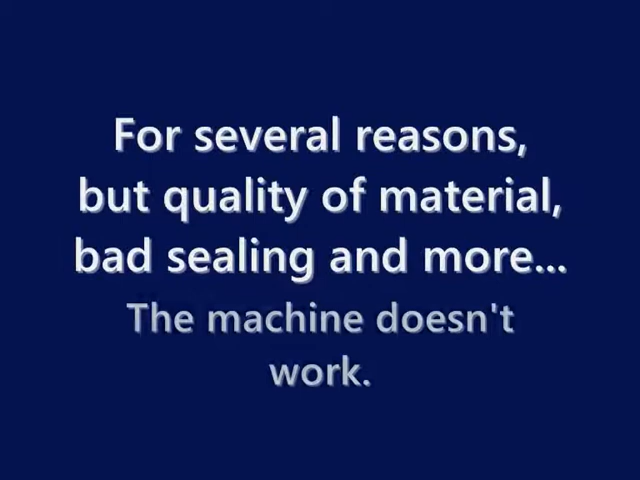 For several reasons,
but quality of material,
bad sealing and more...
The machine doesn't
work.